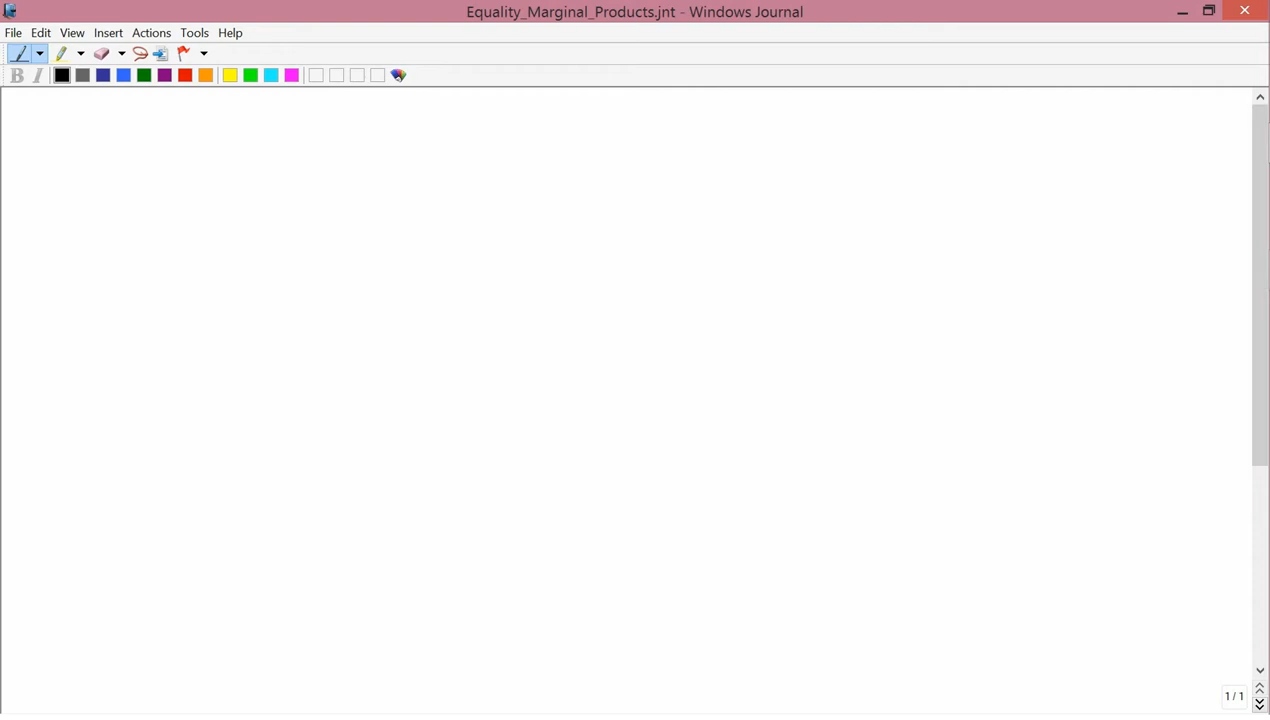 Equality_Marginal_Products.jnt - Windows Journal
File Edit View Insert Actions Tools Help
B I
1 / 1